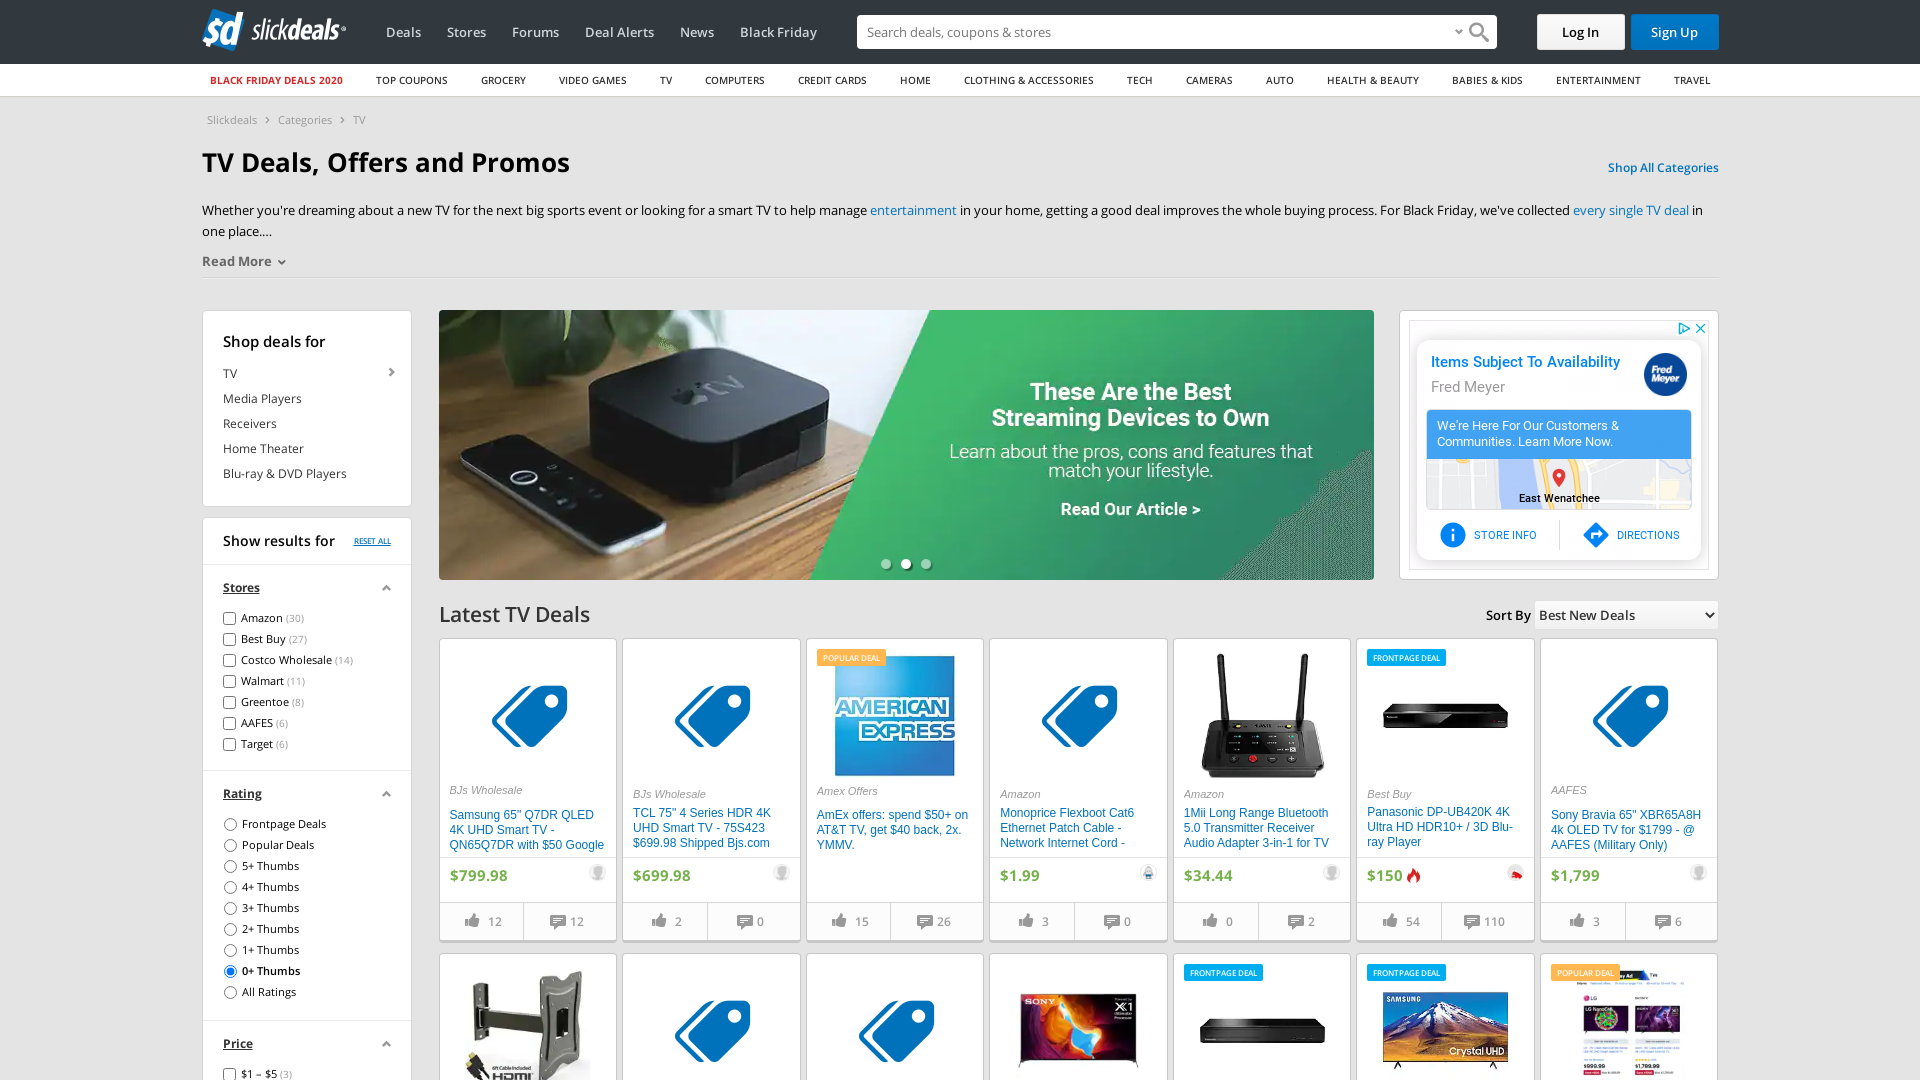 slickdeals
Deals
Stores
Forums
Deal Alerts
News
Black Friday
Search deals, coupons & stores
Log In
Sign Up
BLACK FRIDAY DEALS 2020
TOP COUPONS
GROCERY
VIDEO GAMES
TV
COMPUTERS
CREDIT CARDS
HOME
CLOTHING & ACCESSORIES
TECH
CAMERAS
AUTO
HEALTH & BEAUTY
BABIES & KIDS
ENTERTAINMENT
TRAVEL
Slickdeals > Categories > TV
TV Deals, Offers and Promos
Shop All Categories
Whether you're dreaming about a new TV for the next big sports event or looking for a smart TV to help manage entertainment in your home, getting a good deal improves the whole buying process. For Black Friday, we've collected every single TV deal in
one place....
Read More
Shop deals for
TV
Media Players
Receivers
Home Theater
Blu-ray & DVD Players
Show results for
RESET ALL
Stores
Amazon (30)
Best Buy (27)
Costco Wholesale (14)
Walmart (11)
Greentoe (8)
AAFES (6)
Target (6)
Rating
Frontpage Deals
Popular Deals
5+ Thumbs
4+ Thumbs
3+ Thumbs
2+ Thumbs
1+ Thumbs
0+ Thumbs
All Ratings
Price
$1 – $5 (3)
tv
These Are the Best
Streaming Devices to Own
Learn about the pros, cons and features that
match your lifestyle.
Read Our Article >
Items Subject To Availability
Fred Meyer
Fred
Meyer
We're Here For Our Customers &
Communities. Learn More Now.
East Wenatchee
STORE INFO
DIRECTIONS
Latest TV Deals
Sort By
Best New Deals
BJs Wholesale
Samsung 65" Q7DR QLED
4K UHD Smart TV -
QN65Q7DR with $50 Google
$799.98
12
12
BJs Wholesale
TCL 75" 4 Series HDR 4K
UHD Smart TV - 75S423
$699.98 Shipped Bjs.com
$699.98
2
0
POPULAR DEAL
AMERICAN
EXPRESS
Amex Offers
AmEx offers: spend $50+ on
AT&T TV, get $40 back, 2x.
YMMV.
15
26
Amazon
Monoprice Flexboot Cat6
Ethernet Patch Cable -
Network Internet Cord -
$1.99
3
0
Amazon
1Mii Long Range Bluetooth
5.0 Transmitter Receiver
Audio Adapter 3-in-1 for TV
$34.44
0
2
FRONTPAGE DEAL
Best Buy
Panasonic DP-UB420K 4K
Ultra HD HDR10+ / 3D Blu-
ray Player
$150
54
110
AAFES
Sony Bravia 65" XBR65A8H
4k OLED TV for $1799 - @
AAFES (Military Only)
$1,799
3
6
6ft Cable Included
HDMI
SONY
X1
FRONTPAGE DEAL
FRONTPAGE DEAL
SAMSUNG
Crystal UHD
POPULAR DEAL
$999.99
$1,799.99